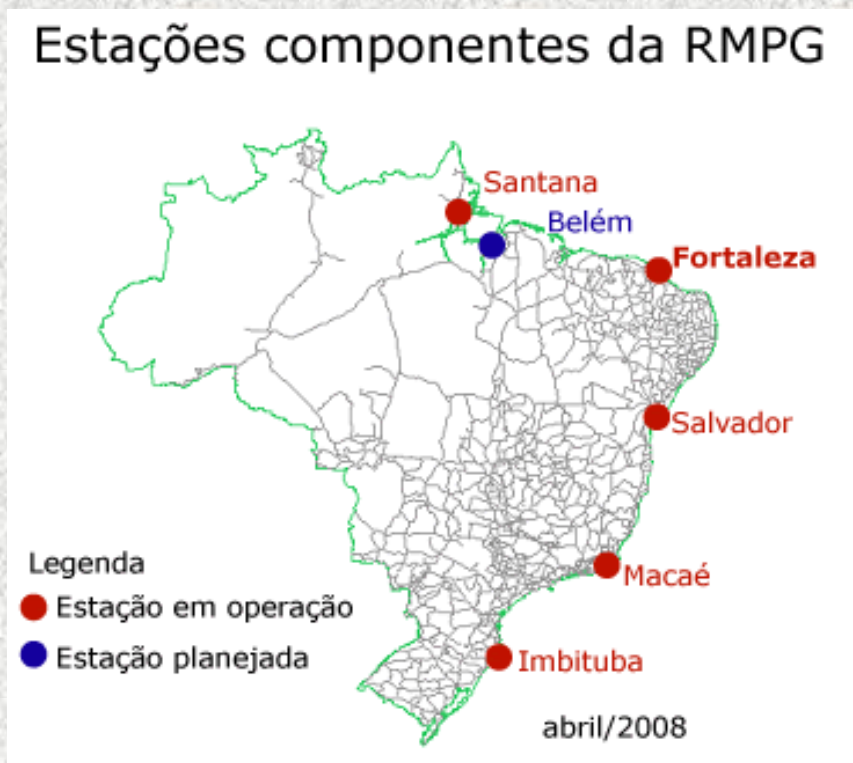 Estações componentes da RMPG
Santana
Belém
Fortaleza
Salvador
Macaé
Imbituba
Legenda
Estação em operação
Estação planejada
abril/2008